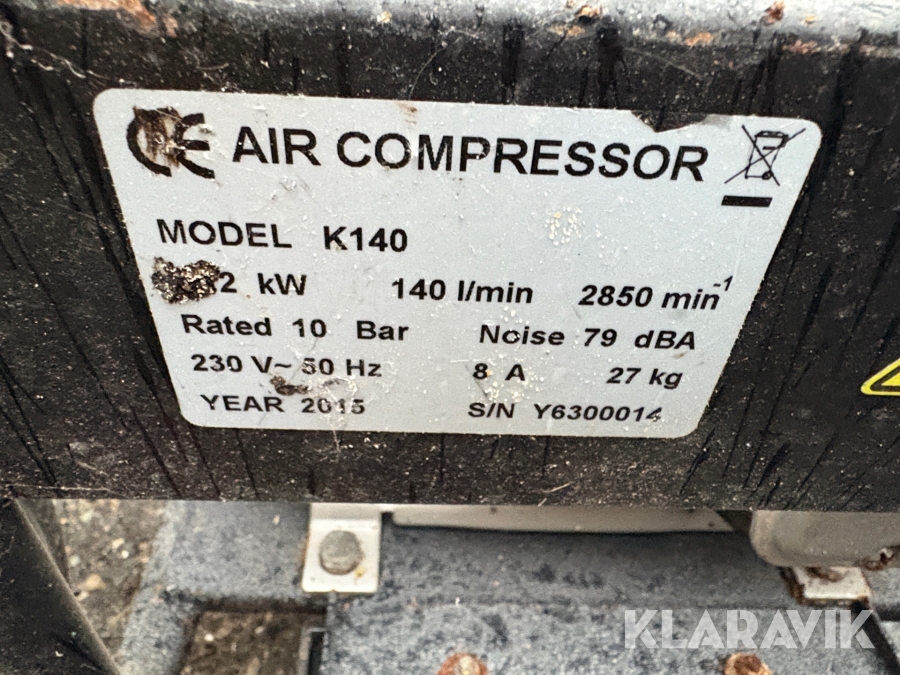 CE AIR COMPRESSOR
MODEL K140
2 kW 140 l/min 2850 min⁻¹
Rated 10 Bar Noise 79 dBA
230 V~ 50 Hz 8 A 27 kg
YEAR 2015 S/N Y6300014
KLARAVIK